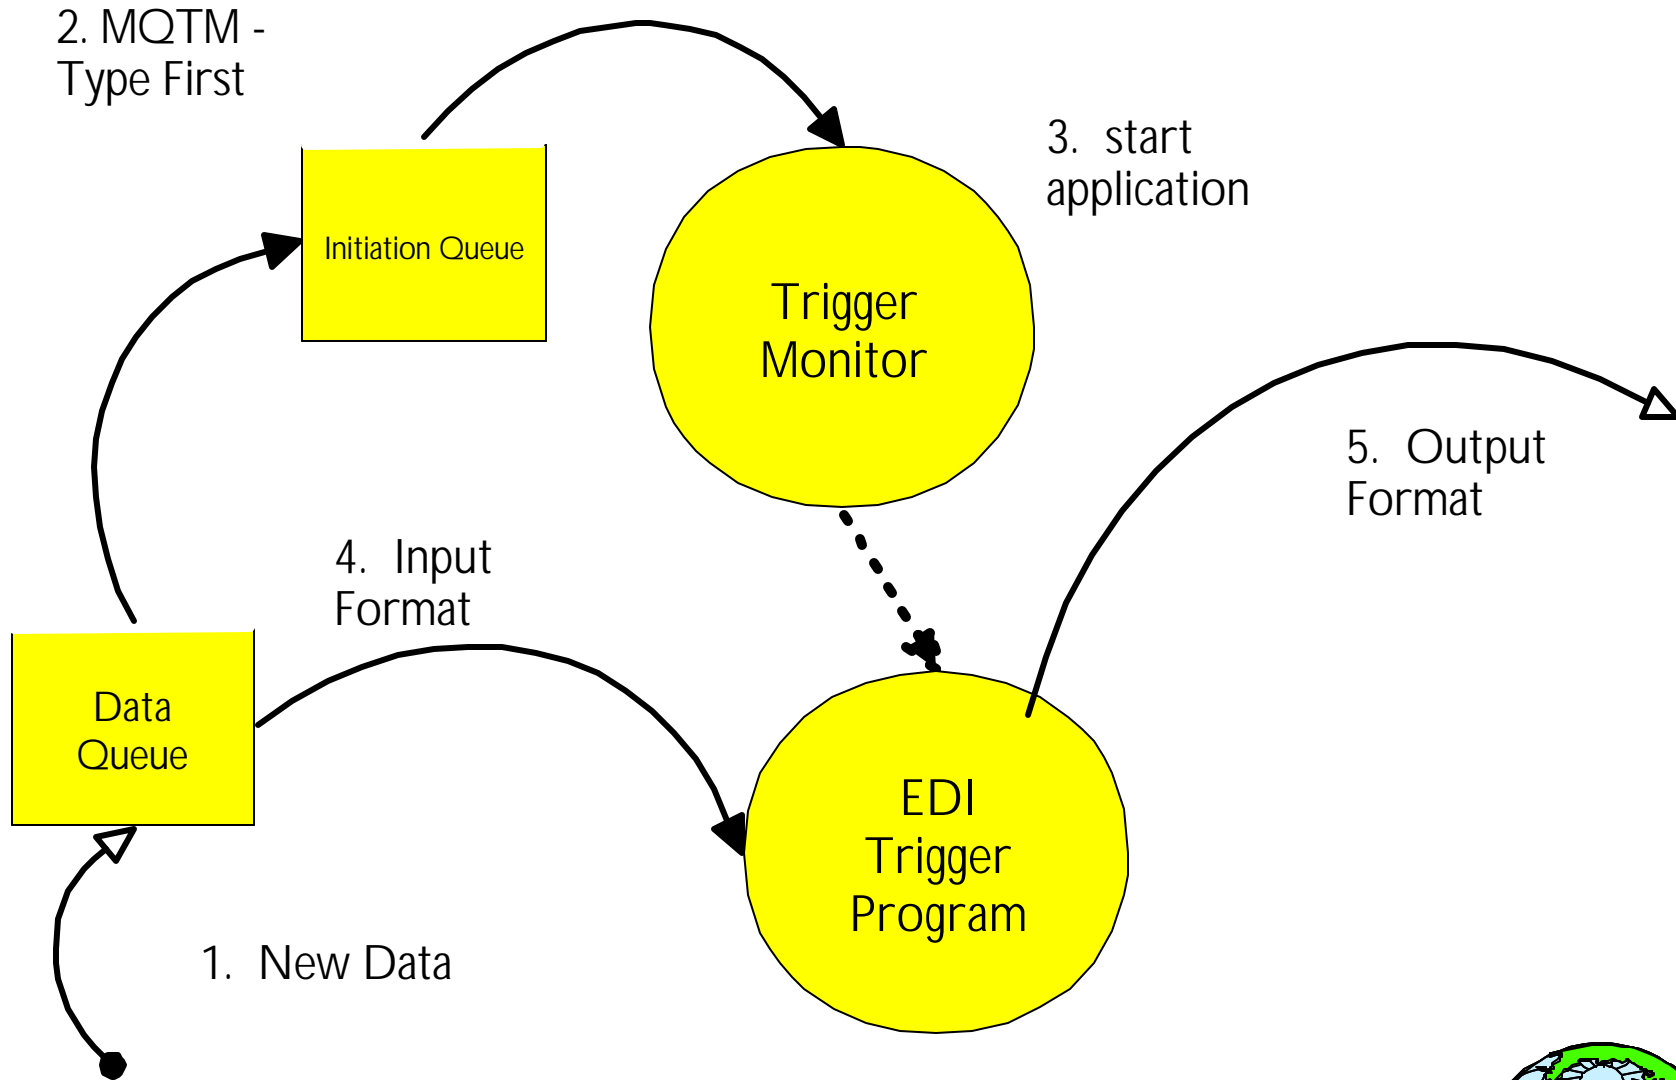 2. MQTM -
Type First
3. start
application
Initiation Queue
Trigger
Monitor
5. Output
Format
4. Input
Format
Data
Queue
EDI
Trigger
Program
1. New Data